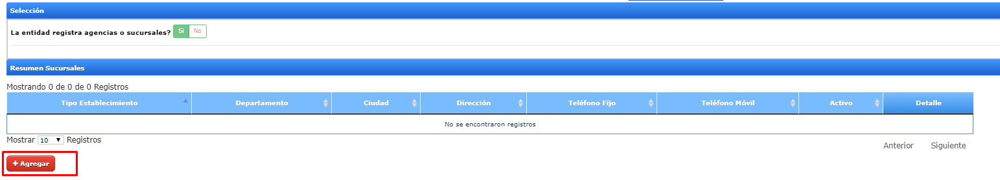 Selección
La entidad registra agencias o sucursales? Si No
Resumen Sucursales
Mostrando 0 de 0 de 0 Registros
Tipo Establecimiento Departamento Ciudad Dirección Teléfono Fíjo Teléfono Móvil Activo Detalle
No se encontraron registros
Mostrar 10 Registros
Anterior Siguiente
+ Agregar